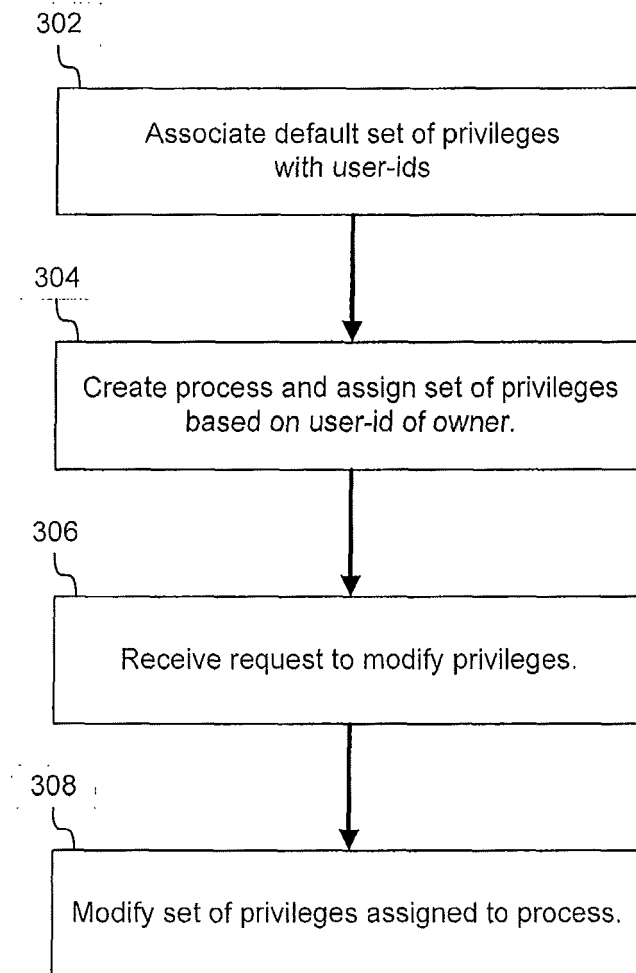 302
Associate default set of privileges
with user-ids
304
Create process and assign set of privileges
based on user-id of owner.
306
Receive request to modify privileges.
308
Modify set of privileges assigned to process.